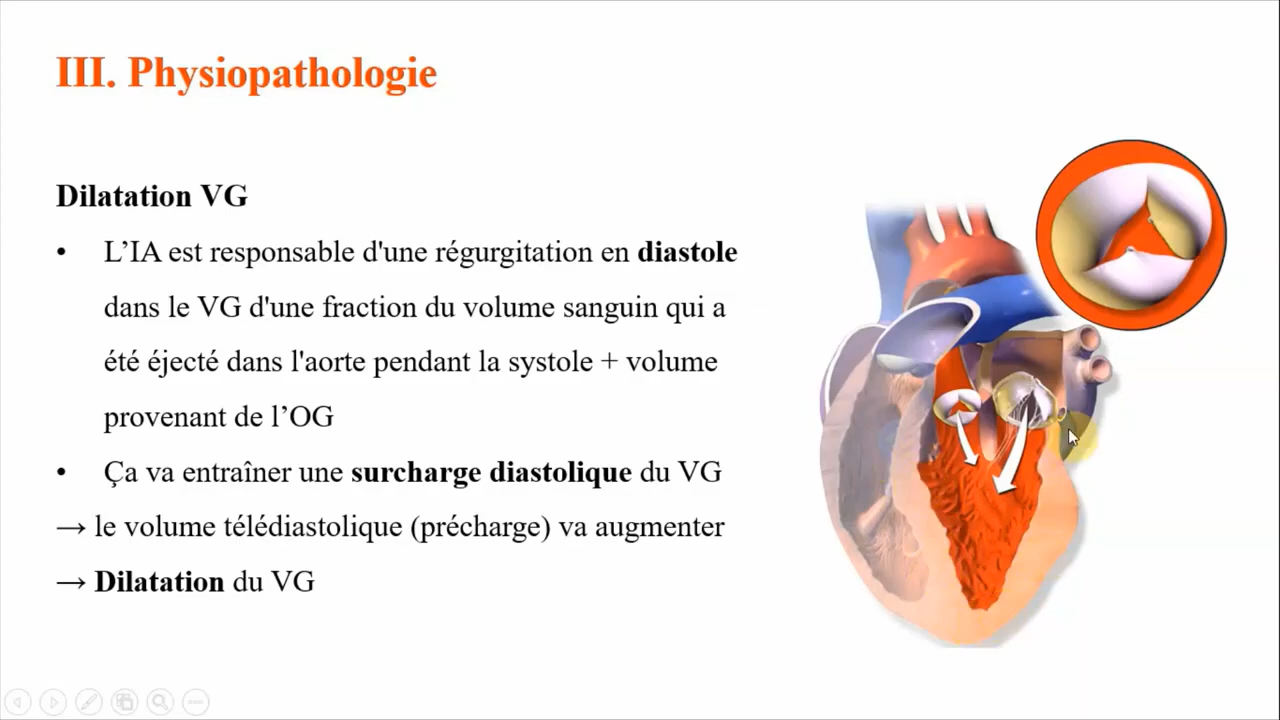 III. Physiopathologie
Dilatation VG
• L’IA est responsable d'une régurgitation en diastole
dans le VG d'une fraction du volume sanguin qui a
été éjecté dans l'aorte pendant la systole + volume
provenant de l’OG
• Ça va entraîner une surcharge diastolique du VG
→ le volume télédiastolique (précharge) va augmenter
→ Dilatation du VG